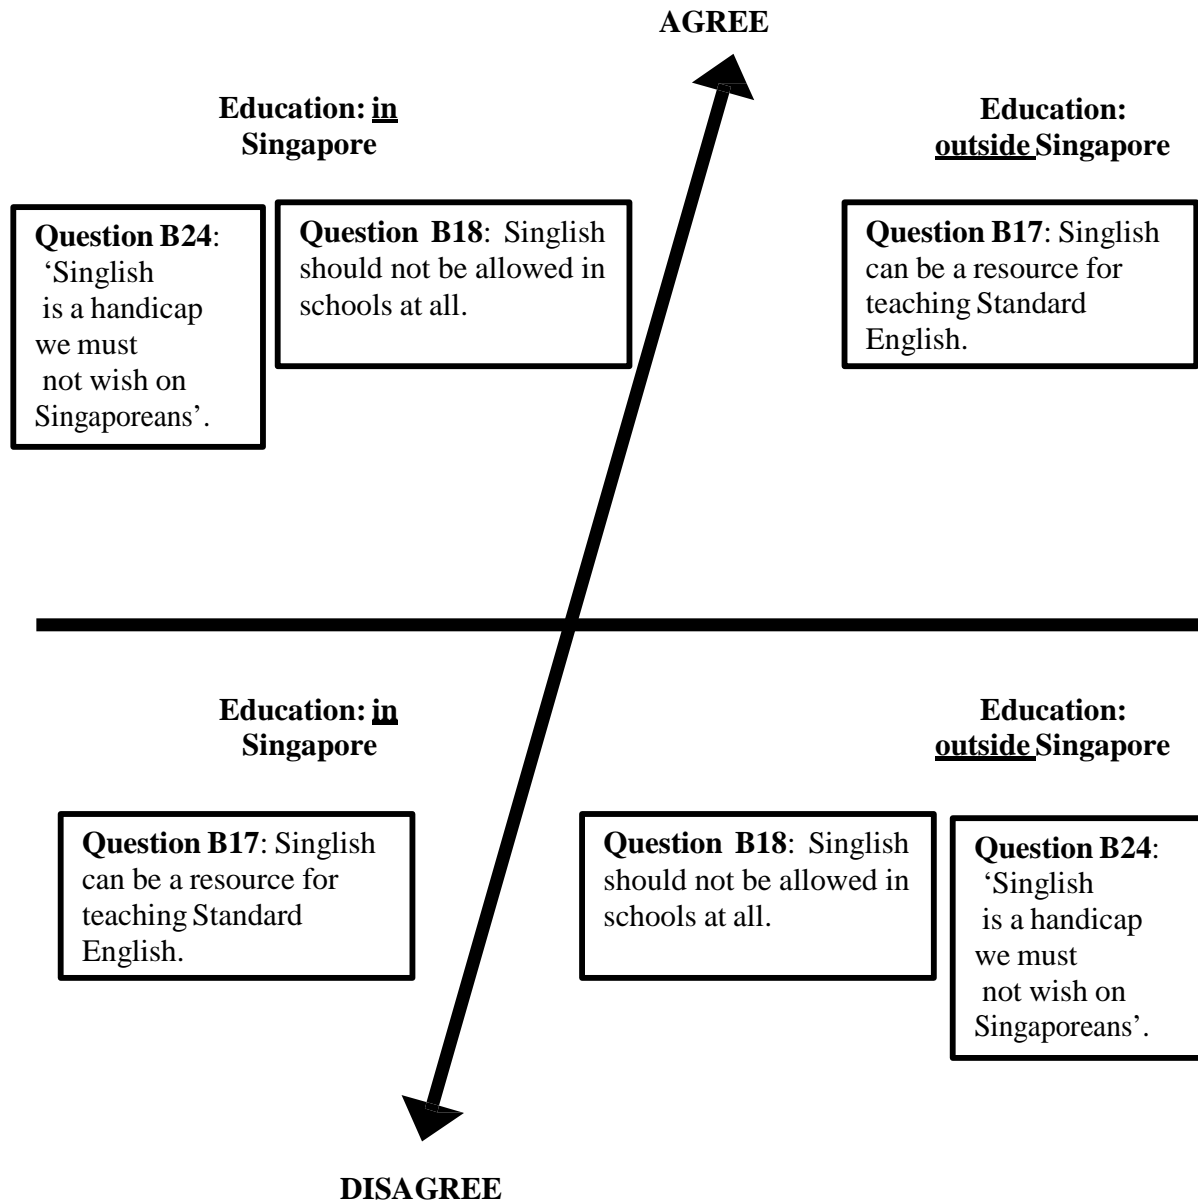 AGREE
Education: in
Singapore
Education:
outside Singapore
Question B24:
‘Singlish
is a handicap
we must
not wish on
Singaporeans’.
Question B18: Singlish
should not be allowed in
schools at all.
Question B17: Singlish
can be a resource for
teaching Standard
English.
Education: in
Singapore
Education:
outside Singapore
Question B17: Singlish
can be a resource for
teaching Standard
English.
Question B18: Singlish
should not be allowed in
schools at all.
Question B24:
‘Singlish
is a handicap
we must
not wish on
Singaporeans’.
DISAGREE